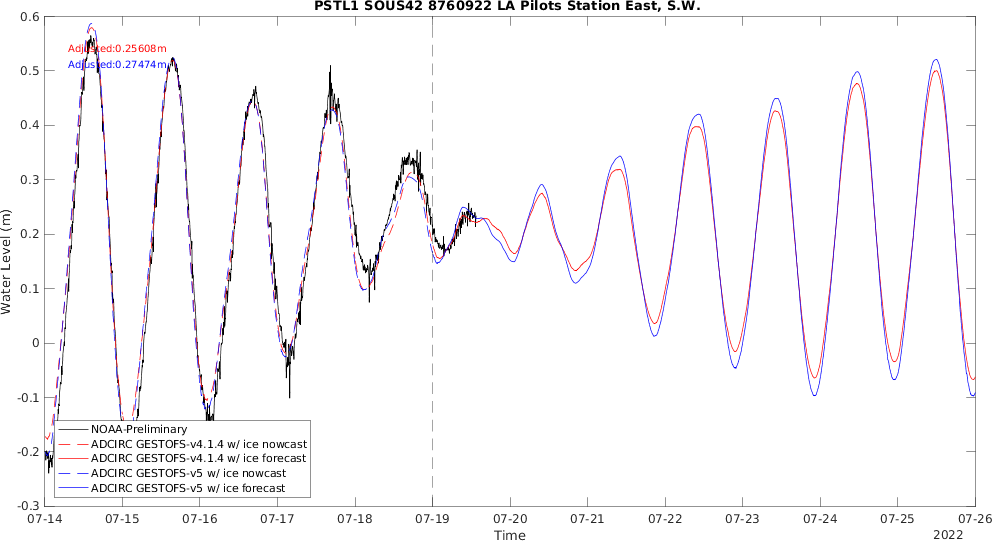 PSTL1 SOUS42 8760922 LA Pilots Station East, S.W.
Adjusted:0.25608m
Adjusted:0.27474m
Water Level (m)
0.6
0.5
0.4
0.3
0.2
0.1
0
-0.1
-0.2
-0.3
NOAA-Preliminary
ADCIRC GESTOFS-v4.1.4 w/ ice nowcast
ADCIRC GESTOFS-v4.1.4 w/ ice forecast
ADCIRC GESTOFS-v5 w/ ice nowcast
ADCIRC GESTOFS-v5 w/ ice forecast
07-14 07-15 07-16 07-17 07-18 07-19 07-20 07-21 07-22 07-23 07-24 07-25 07-26
Time
2022